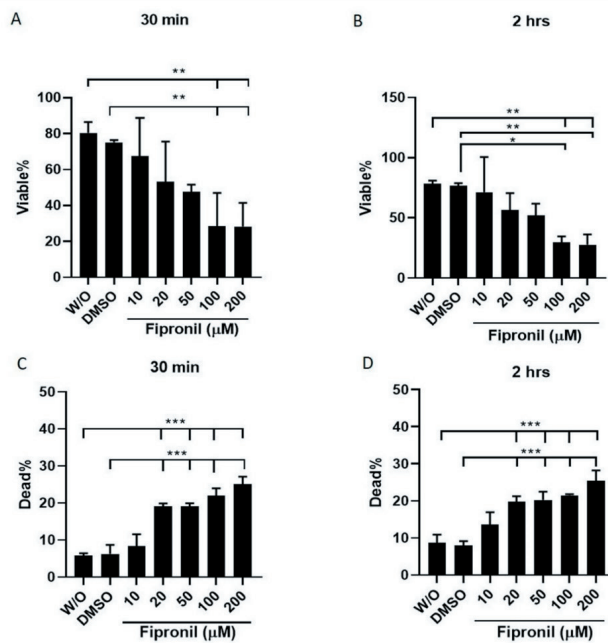 A
30 min
**
**
80
60
40
20
0
100
Viable%
W/O
DMSO
10
20
50
100
200
Fipronil (μM)
B
2 hrs
**
**
*
150
100
50
0
Viable%
W/O
DMSO
10
20
50
100
200
Fipronil (μM)
C
30 min
50
40
30
20
10
0
***
***
Dead%
W/O
DMSO
10
20
50
100
200
Fipronil (μM)
D
2 hrs
50
40
30
20
10
0
***
***
Dead%
W/O
DMSO
10
20
50
100
200
Fipronil (μM)